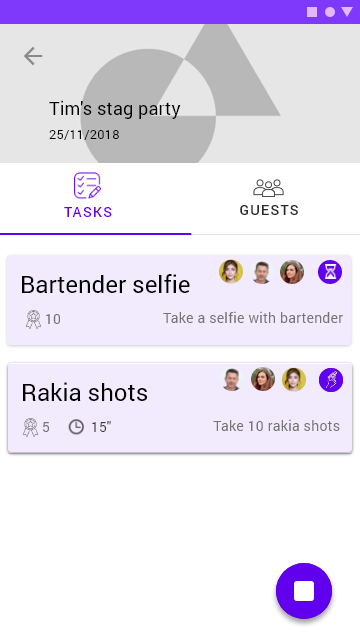 Tim's stag party
25/11/2018
TASKS
GUESTS
Bartender selfie
10
Take a selfie with bartender
Rakia shots
5
15"
Take 10 rakia shots